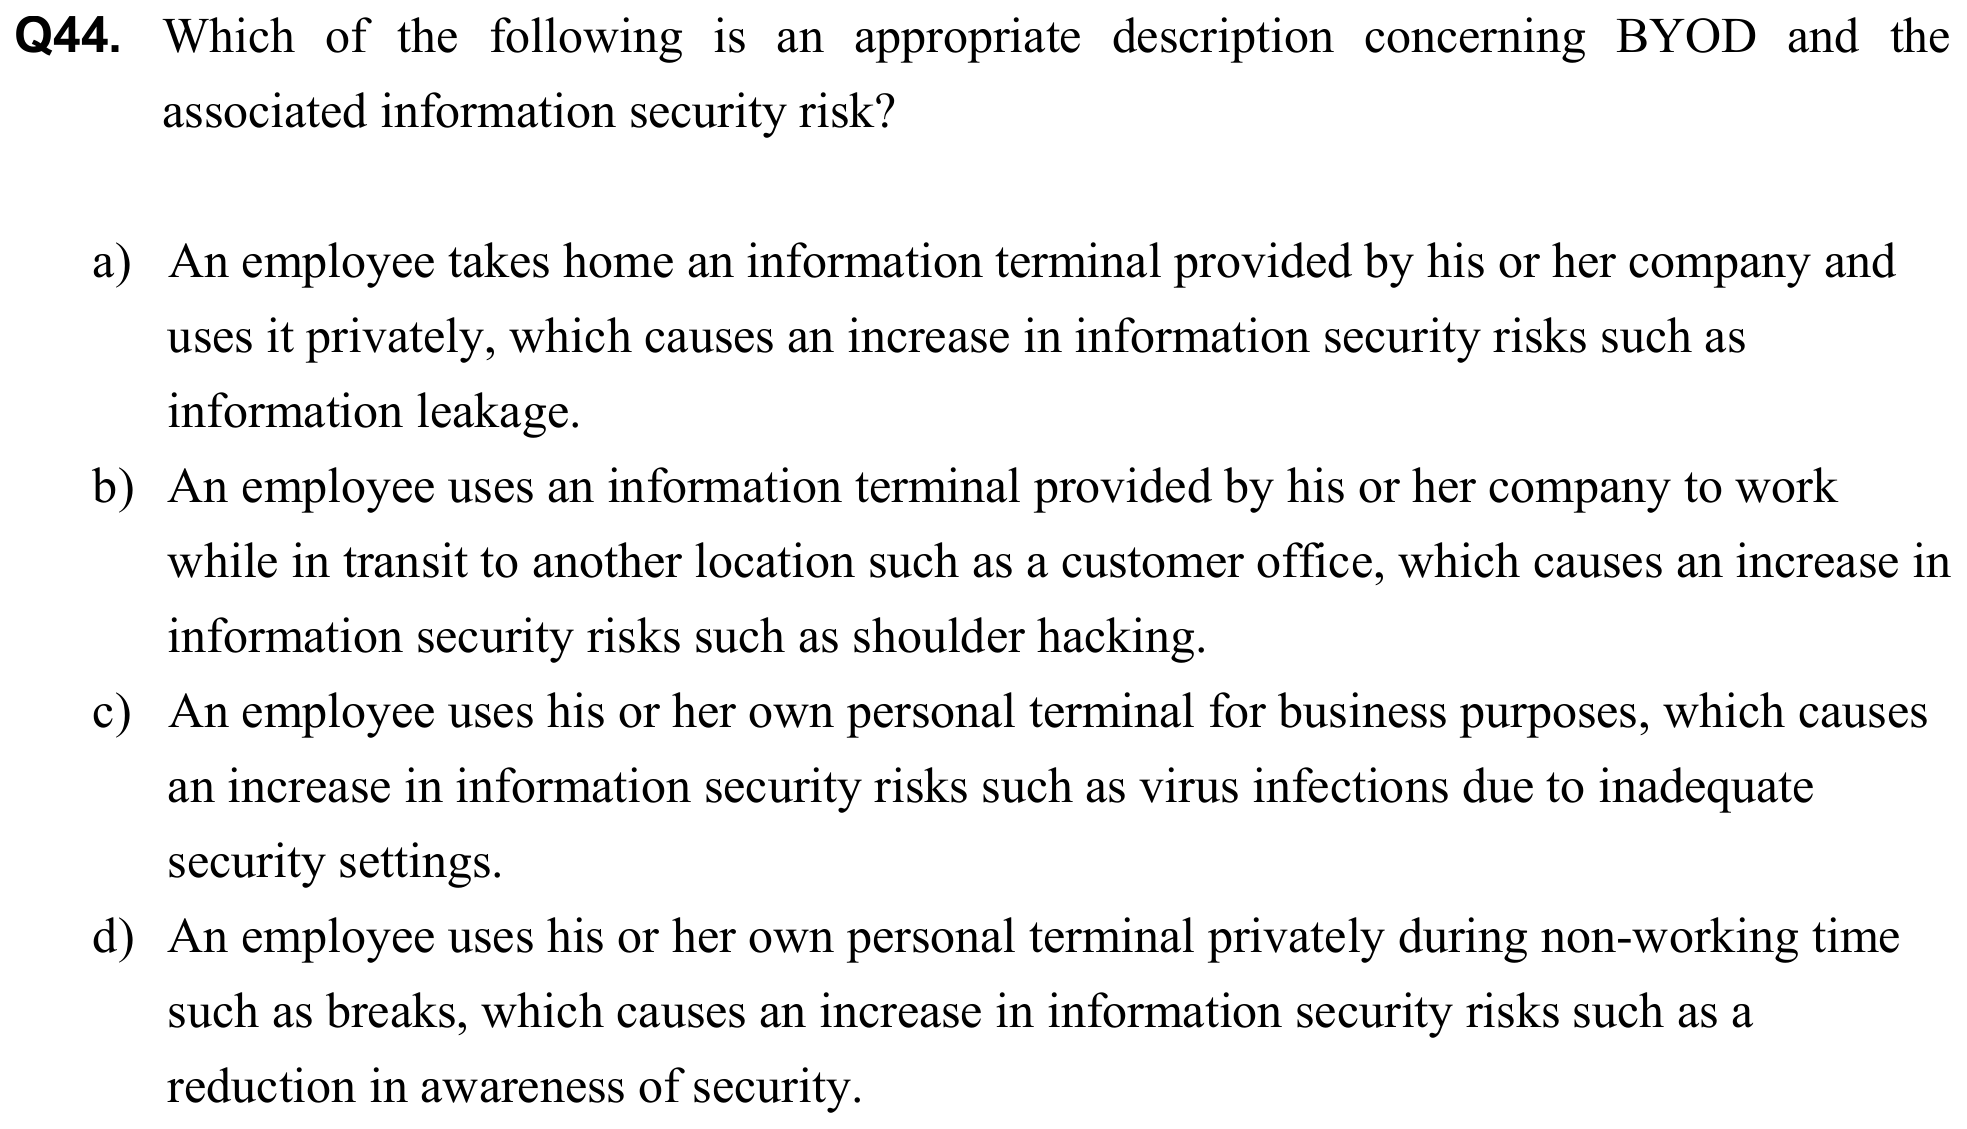 Q44. Which of the following is an appropriate description concerning BYOD and the
associated information security risk?
a) An employee takes home an information terminal provided by his or her company and
uses it privately, which causes an increase in information security risks such as
information leakage.
b) An employee uses an information terminal provided by his or her company to work
while in transit to another location such as a customer office, which causes an increase in
information security risks such as shoulder hacking.
c) An employee uses his or her own personal terminal for business purposes, which causes
an increase in information security risks such as virus infections due to inadequate
security settings.
d) An employee uses his or her own personal terminal privately during non-working time
such as breaks, which causes an increase in information security risks such as a
reduction in awareness of security.